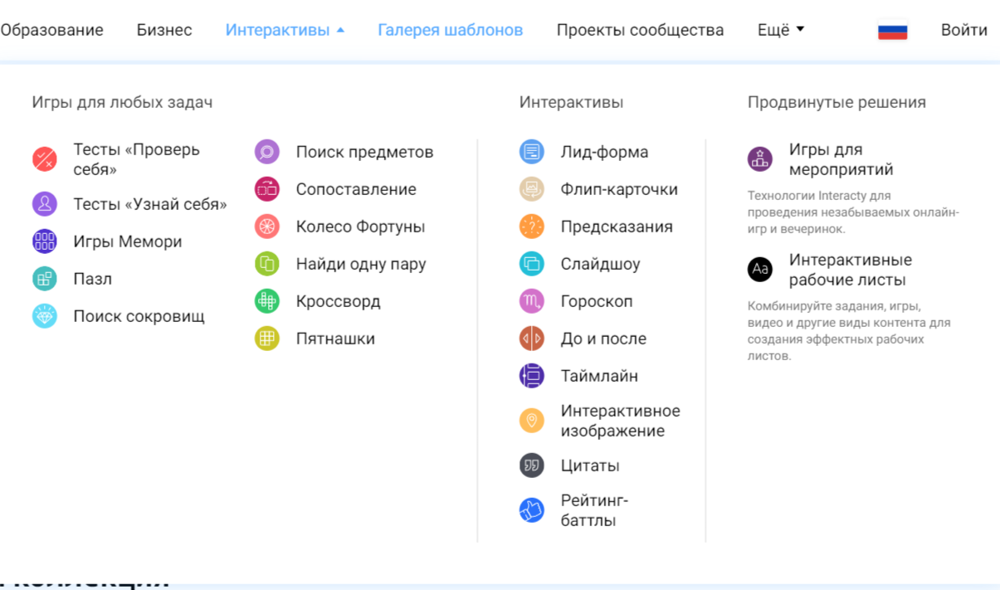 Образование Бизнес Интерактивы Галерея шаблонов Проекты сообщества Ещё Войти
Игры для любых задач
Тесты «Проверь
себя»
Тесты «Узнай себя»
Игры Мемори
Пазл
Поиск сокровищ
Поиск предметов
Сопоставление
Колесо Фортуны
Найди одну пару
Кроссворд
Пятнашки
Интерактивы
Лид-форма
Флип-карточки
Предсказания
Слайдшоу
Гороскоп
До и после
Таймлайн
Интерактивное
изображение
Цитаты
Рейтинг-
баттлы
Продвинутые решения
Игры для
мероприятий
Технологии Interacty для
проведения незабываемых онлайн-
игр и вечеринок.
Aa
Интерактивные
рабочие листы
Комбинируйте задания, игры,
видео и другие виды контента для
создания эффектных рабочих
листов.